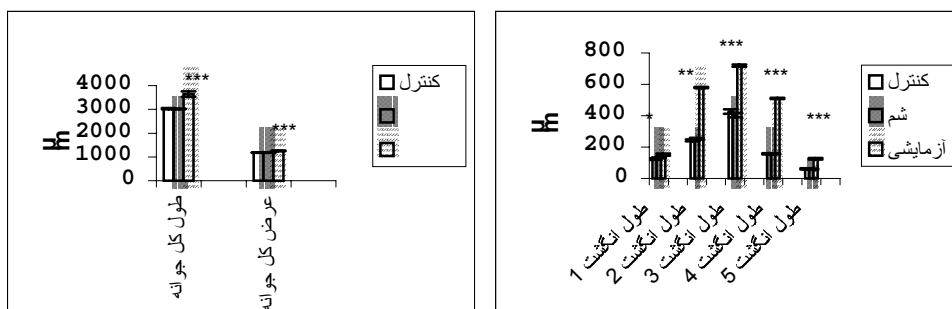 4000
3000
2000
1000
0
µm
***
***
طول کل جوانه
عرض کل جوانه
کنترل
800
600
400
200
0
µm
*
**
***
***
***
طول انگشت 1
طول انگشت 2
طول انگشت 3
طول انگشت 4
طول انگشت 5
کنترل
شم
آزمایشی